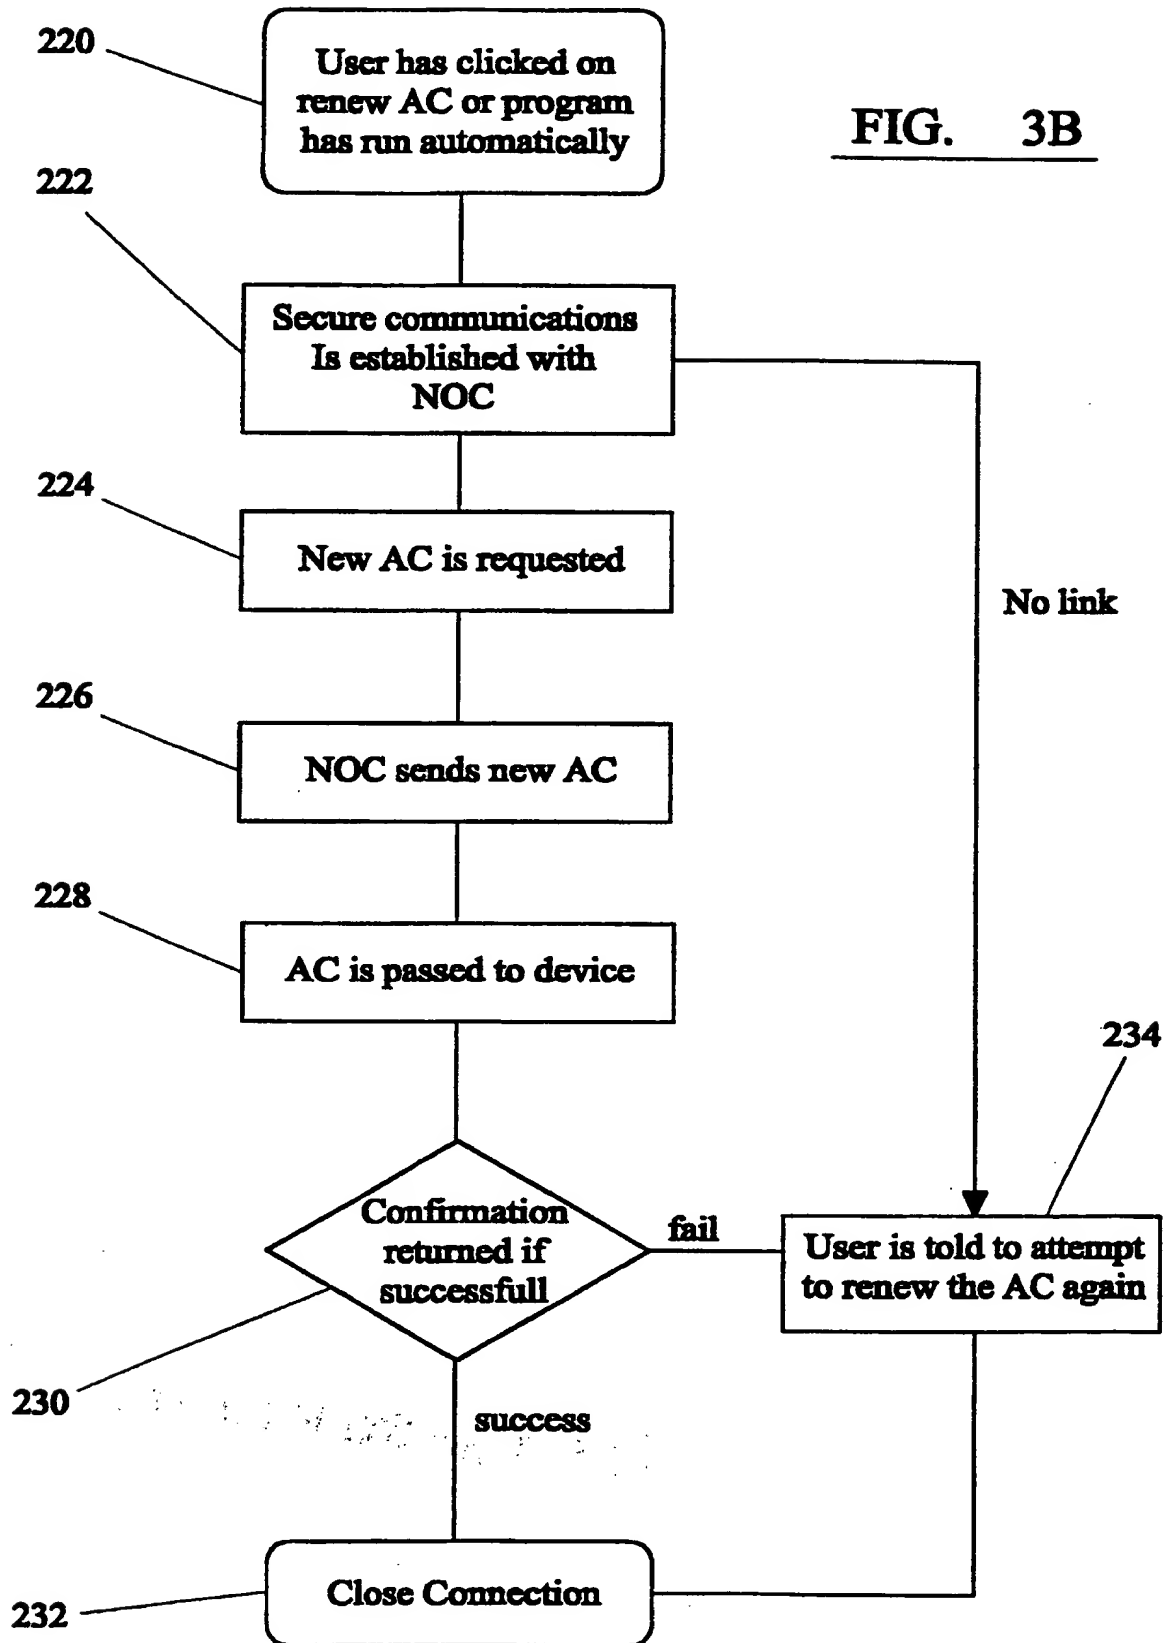 220
User has clicked on
renew AC or program
has run automatically
FIG. 3B
222
Secure communications
Is established with
NOC
224
New AC is requested
No link
226
NOC sends new AC
228
AC is passed to device
234
Confirmation
returned if
successfull
fail
User is told to attempt
to renew the AC again
230
success
Close Connection
232